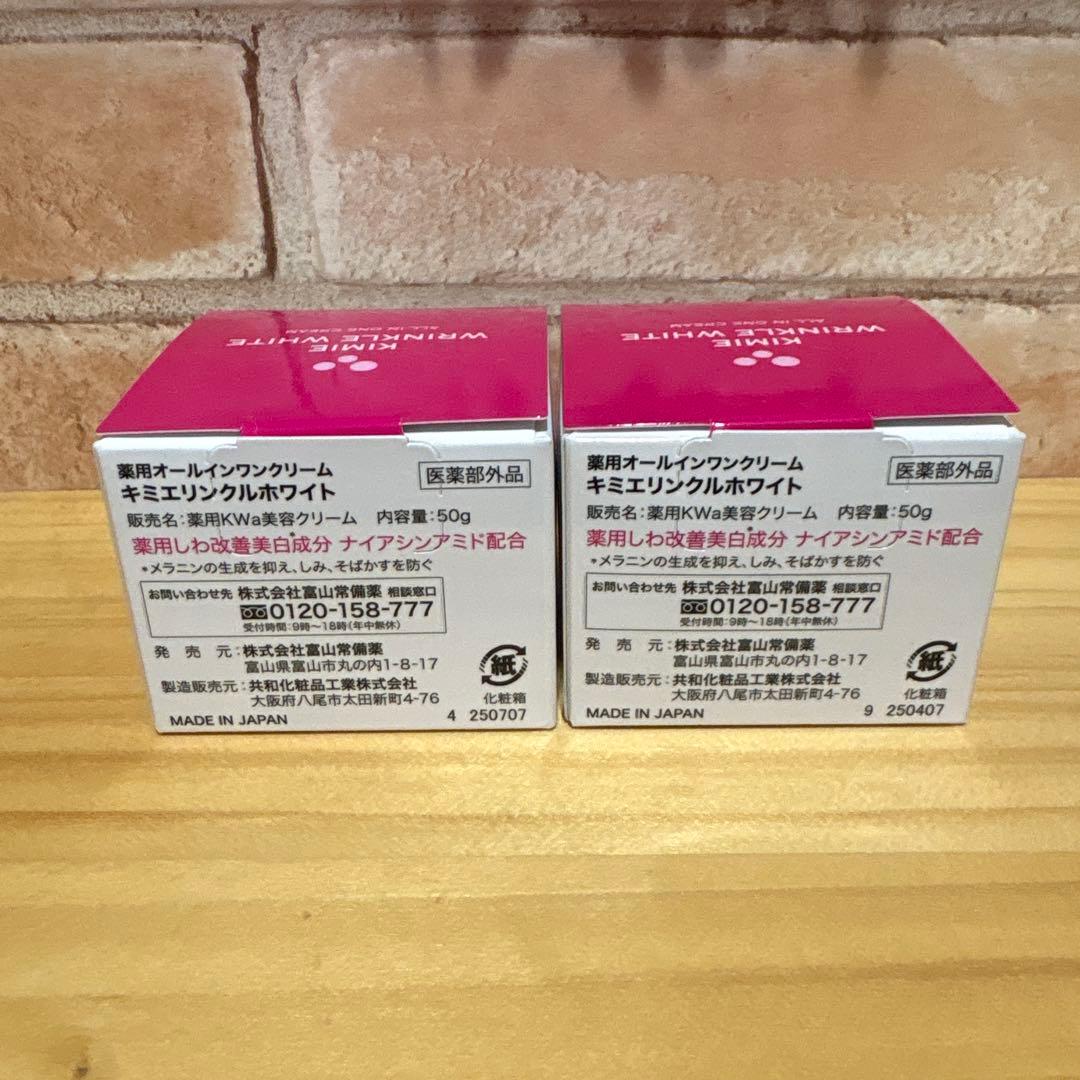 KIMIE
WRINKLE WHITE
ALL IN ONE CREAM
薬用オールインワンクリーム
キミエリンクルホワイト
医薬部外品
販売名:薬用KWa美容クリーム 内容量:50g
薬用しわ改善美白*成分 ナイアシンアミド配合
*メラニンの生成を抑え、しみ、そばかすを防ぐ
お問い合わせ先 株式会社富山常備薬 相談窓口
0120-158-777
受付時間:9時〜18時(年中無休)
発売元:株式会社富山常備薬
富山県富山市丸の内1-8-17
製造販売元:共和化粧品工業株式会社
大阪府八尾市太田新町4-76
紙
化粧箱
MADE IN JAPAN 4 250707
KIMIE
WRINKLE WHITE
ALL IN ONE CREAM
薬用オールインワンクリーム
キミエリンクルホワイト
医薬部外品
販売名:薬用KWa美容クリーム 内容量:50g
薬用しわ改善美白*成分 ナイアシンアミド配合
*メラニンの生成を抑え、しみ、そばかすを防ぐ
お問い合わせ先 株式会社富山常備薬 相談窓口
0120-158-777
受付時間:9時〜18時(年中無休)
発売元:株式会社富山常備薬
富山県富山市丸の内1-8-17
製造販売元:共和化粧品工業株式会社
大阪府八尾市太田新町4-76
紙
化粧箱
MADE IN JAPAN 9 250407